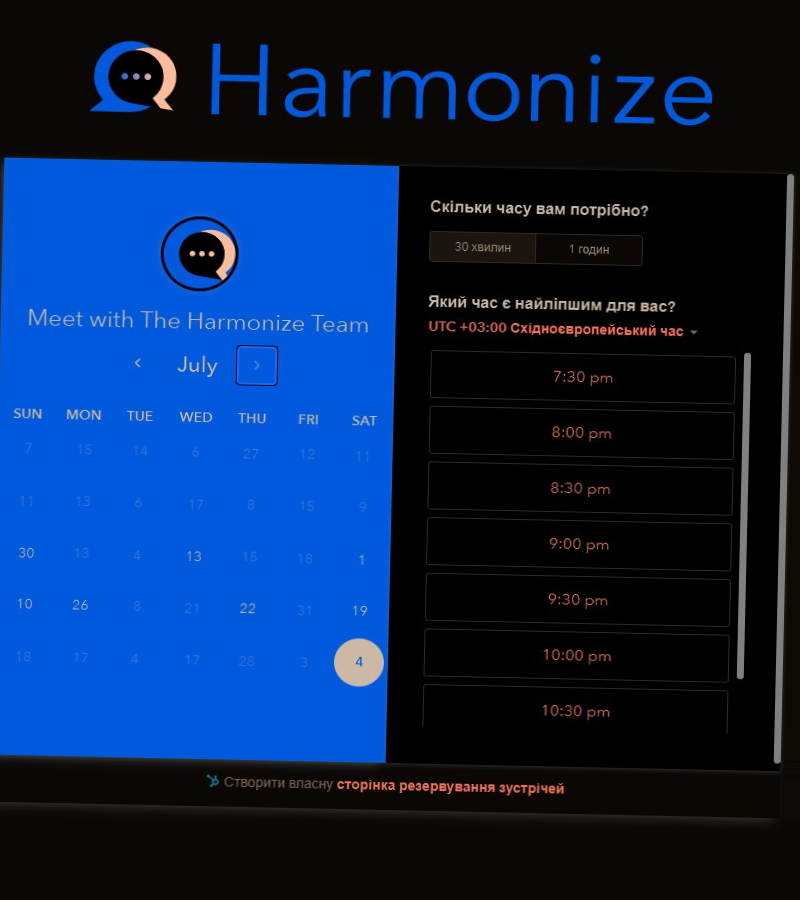 Harmonize
Meet with The Harmonize Team
July
SUN MON TUE WED THU FRI SAT
7 15 14 6 27 12 11
11 13 6 17 8 15 9
30 13 4 13 15 18 1
10 26 8 21 22 31 19
18 17 4 17 28 3 4
Скільки часу вам потрібно?
30 хвилин 1 годин
Який час є найліпшим для вас?
UTC +03:00 Східноєвропейський час
7:30 pm
8:00 pm
8:30 pm
9:00 pm
9:30 pm
10:00 pm
10:30 pm
Створити власну сторінка резервування зустрічей